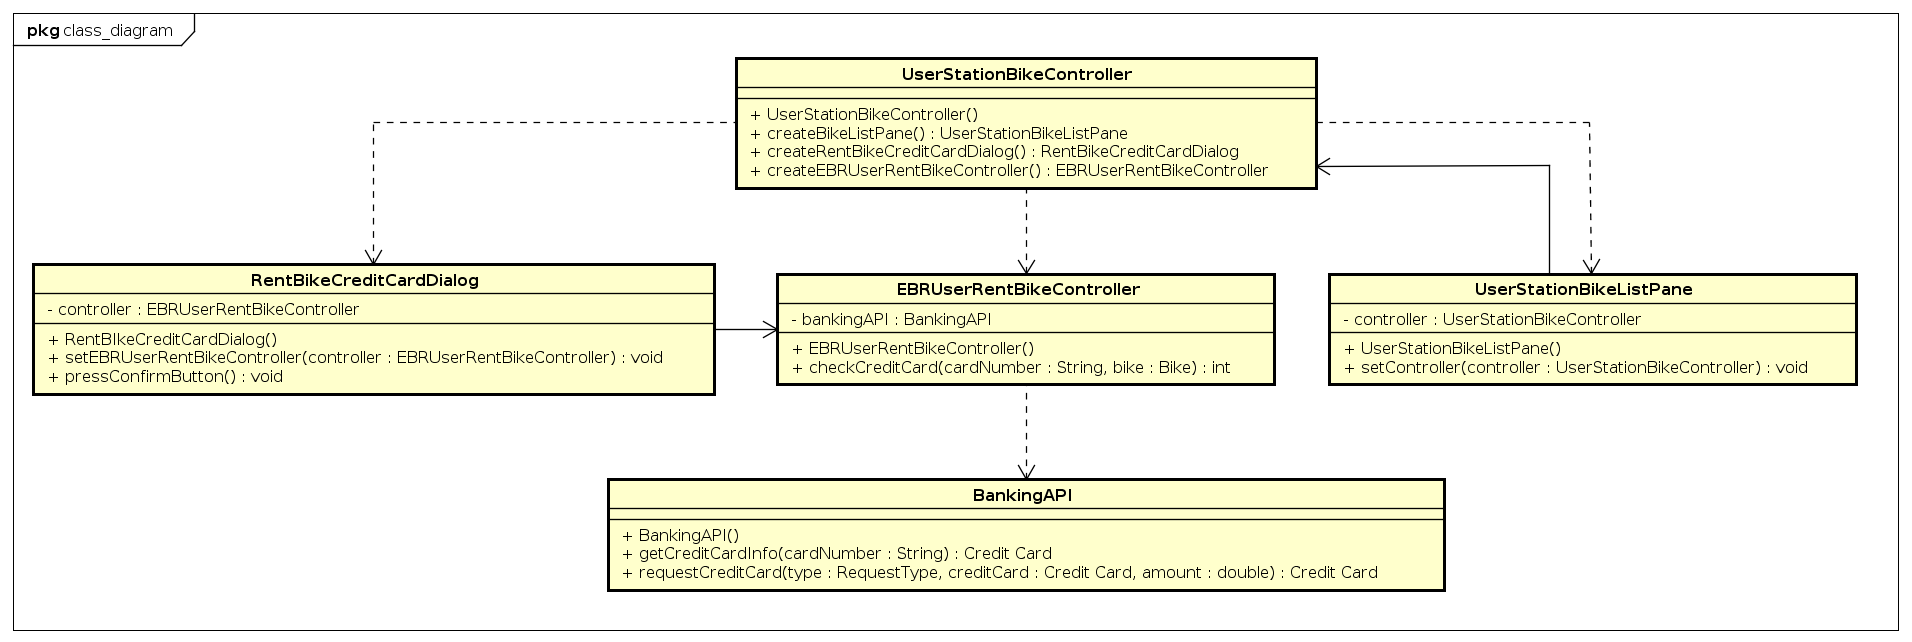 pkg class_diagram
UserStationBikeController
+ UserStationBikeController()
+ createBikeListPane() : UserStationBikeListPane
+ createRentBikeCreditCardDialog() : RentBikeCreditCardDialog
+ createEBRUserRentBikeController() : EBRUserRentBikeController
RentBikeCreditCardDialog
- controller : EBRUserRentBikeController
+ RentBIkeCreditCardDialog()
+ setEBRUserRentBikeController(controller : EBRUserRentBikeController) : void
+ pressConfirmButton() : void
EBRUserRentBikeController
- bankingAPI : BankingAPI
+ EBRUserRentBikeController()
+ checkCreditCard(cardNumber : String, bike : Bike) : int
UserStationBikeListPane
- controller : UserStationBikeController
+ UserStationBikeListPane()
+ setController(controller : UserStationBikeController) : void
BankingAPI
+ BankingAPI()
+ getCreditCardInfo(cardNumber : String) : Credit Card
+ requestCreditCard(type : RequestType, creditCard : Credit Card, amount : double) : Credit Card